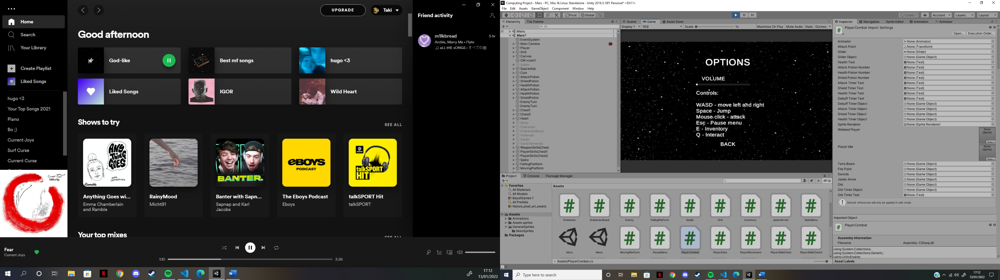 Home
Search
Your Library
Create Playlist
Liked Songs
hugo <3
Your Top Songs 2021
Piano
Bo ;)
Current Joys
Surf Curse
Current Curse
UPGRADE
Taki
Good afternoon
God-like
Best mf songs
hugo <3
Liked Songs
IGOR
Wild Heart
Shows to try
SEE ALL
ANYTHING GOES
EMMA CHAMBERLAIN
Ramble
BANTER.
eBOYS
PODCAST
talkSPORT
HIT
Anything Goes wi...
Emma Chamberlain
and Ramble
RainyMood
Micht91
Banter with Sapn...
Sapnap and Karl
Jacobs
The Eboys Podcast
Eboys
talkSPORT Hit
talkSPORT
Your top mixes
SEE ALL
Friend activity
m1lkbread
5 hr
Archie, Marry Me • Flyte
aLL tHE sONGS : すべての曲
Fear
Current Joys
1:10
3:36
17:12
13/01/2022
Computing Project - Mars - PC, Mac & Linux Standalone - Unity 2019.3.10f1 Personal* <DX11>
File Edit Assets GameObject Component Window Help
Pivot Global
Collab Account Layers Layout
Hierarchy Tile Palette
All
Menu
Mars*
EventSystem
Main Camera
Player
Grid
Canvas
CM vcam1
Goblin
Spaceship
Coin
AttackPotion
ShieldPotion
HealthPotion
AttackPotion
HealthPotion
ShieldPotion
EnemyTurn
EnemyTurn
Chest1
Chest2
Heart
Slime
Drakanian
DrakanianBeast
Vortexian
Spider
Sand Elemental
WeaponSkillsChest
PlayerSkillsChest1
PlayerSkillsChest2
Spike
FallingPlatform
MovingPlatform
Scene Game Asset Store
Display 1 16:9 Scale 1x Maximize On Play Mute Audio Stats Gizmos
OPTIONS
VOLUME
Controls:
WASD - move left and right
Space - Jump
Mouse click - attack
Esc - Pause menu
E - Inventory
Q - Interact
BACK
Inspector Navigation Sprite Editor Animation Animator
PlayerCombat Import Settings
Open... Execution Order...
Animator None (Animator)
Attack Point None (Transform)
Slider None (Slider)
Slider Object None (Game Object)
Health Text None (Text)
Attack Potion Number None (Text)
Health Potion Number None (Text)
Shield Potion Number None (Text)
Attack Timer Text None (Text)
Shield Timer Text None (Text)
Health Timer Text None (Text)
Debuff Timer Text None (Text)
Debuff Timer Object None (Game Object)
Attack Timer Object None (Game Object)
Shield Timer Object None (Game Object)
Health Timer Object None (Game Object)
Sprite Renderer None (Sprite Renderer)
Webbed Player None
(Sprite)
Select
Player Idle None
(Sprite)
Select
Terra Beam None (Game Object)
Fire Point None (Game Object)
Swords None (Game Object)
Jester Arrow None (Game Object)
Orb None (Game Object)
Orb Timer Object None (Game Object)
Orb Timer Text None (Text)
Default references will only be applied in edit mode.
Imported Object
PlayerCombat
Assembly Information
Filename Assembly-CSharp.dll
using System.Collections;
using System.Collections.Generic;
using UnityEngine;
Asset Labels
Project Console Package Manager
18
Favorites
All Materials
All Models
BayatGames 1
All Prefabs
Nature_pixel_art_assets
Assets
Animations
Assets sprites
GeneralSprites
MarsSprites
Packages
Assets
Drakanian DrakanianBeast Enemy FallingPlatform Goblin Grid Inventory JesterArrow MainMenu
Mars Menu MovingPlatform PauseMenu PlayerCombat PlayerData PlayerMovement PlayerSkillsChest PlayerSkillsChest2
Assets/PlayerCombat.cs
1
Type here to search
17:12
13/01/2022